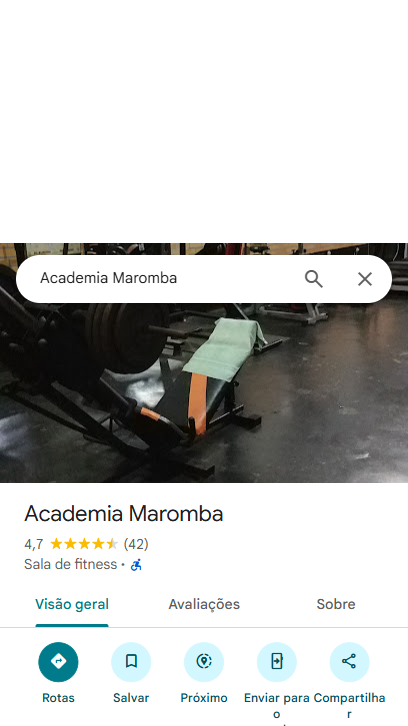 Academia Maromba
Academia Maromba
4,7 (42)
Sala de fitness ·
Visão geral Avaliações Sobre
Rotas Salvar Próximo Enviar para Compartilha
o r